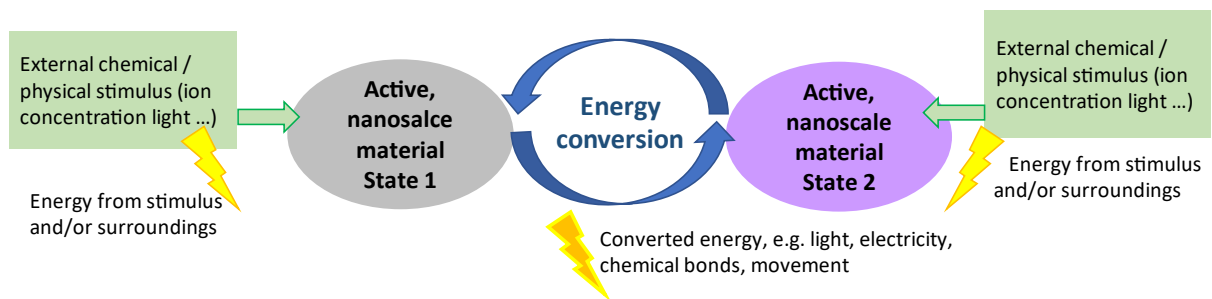 External chemical /
physical stimulus (ion
concentration light ...)
Energy from stimulus
and/or surroundings
Active,
nanosalce
material
State 1
Energy
conversion
Active,
nanoscale
material
State 2
External chemical /
physical stimulus (ion
concentration light ...)
Energy from stimulus
and/or surroundings
Converted energy, e.g. light, electricity,
chemical bonds, movement